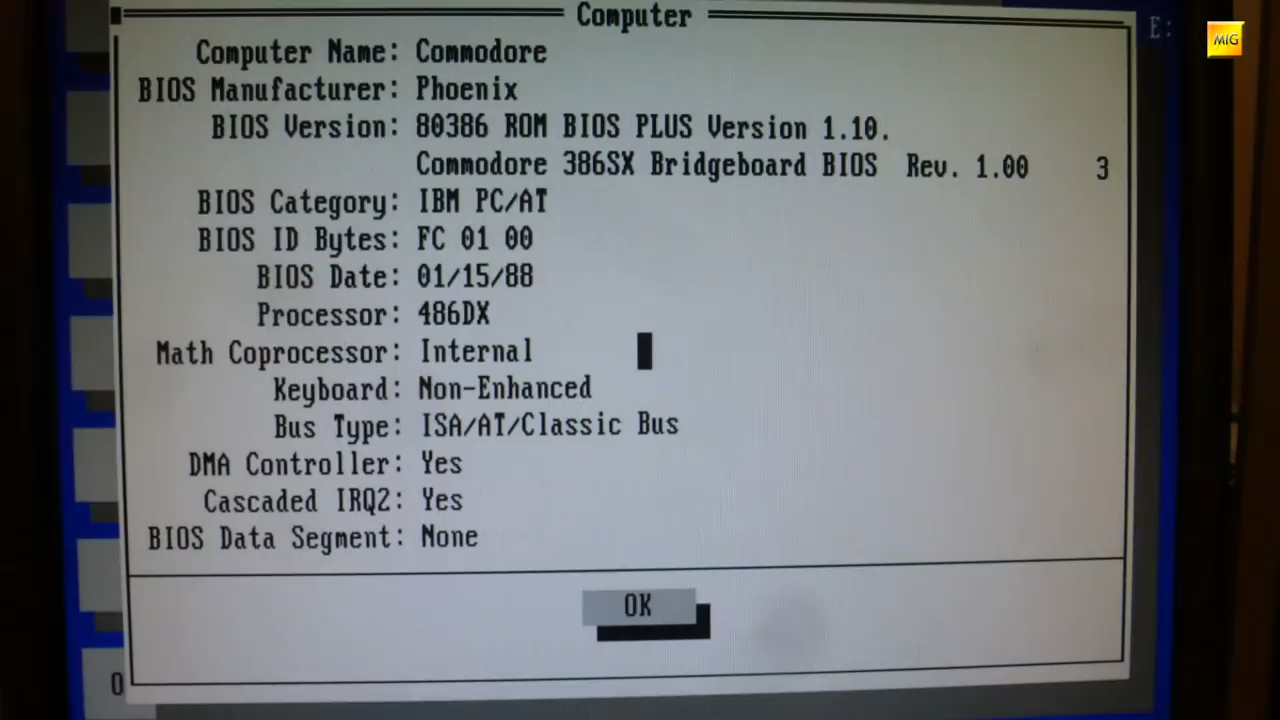 Computer
E:
MIG
Computer Name: Commodore
BIOS Manufacturer: Phoenix
BIOS Version: 80386 ROM BIOS PLUS Version 1.10.
Commodore 386SX Bridgeboard BIOS Rev. 1.00 3
BIOS Category: IBM PC/AT
BIOS ID Bytes: FC 01 00
BIOS Date: 01/15/88
Processor: 486DX
Math Coprocessor: Internal
Keyboard: Non-Enhanced
Bus Type: ISA/AT/Classic Bus
DMA Controller: Yes
Cascaded IRQ2: Yes
BIOS Data Segment: None
OK
0